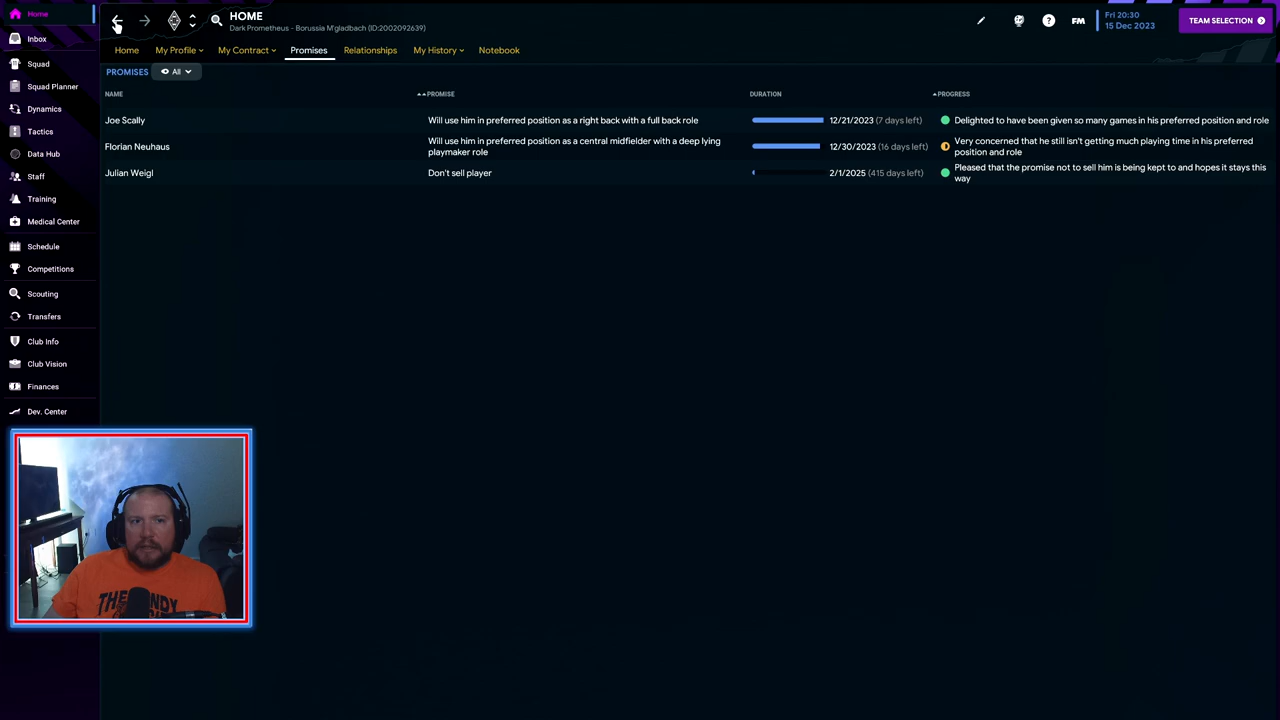 Home
HOME
Dark Prometheus - Borussia M'gladbach (ID:2002092639)
FM
Fri 20:30
15 Dec 2023
TEAM SELECTION
Inbox
Squad
Squad Planner
Dynamics
Tactics
Data Hub
Staff
Training
Medical Center
Schedule
Competitions
Scouting
Transfers
Club Info
Club Vision
Finances
Dev. Center
Home
My Profile
My Contract
Promises
Relationships
My History
Notebook
PROMISES
All
NAME
PROMISE
DURATION
PROGRESS
Joe Scally
Will use him in preferred position as a right back with a full back role
12/21/2023 (7 days left)
Delighted to have been given so many games in his preferred position and role
Florian Neuhaus
Will use him in preferred position as a central midfielder with a deep lying
playmaker role
12/30/2023 (16 days left)
Very concerned that he still isn't getting much playing time in his preferred
position and role
Julian Weigl
Don't sell player
2/1/2025 (415 days left)
Pleased that the promise not to sell him is being kept to and hopes it stays this
way